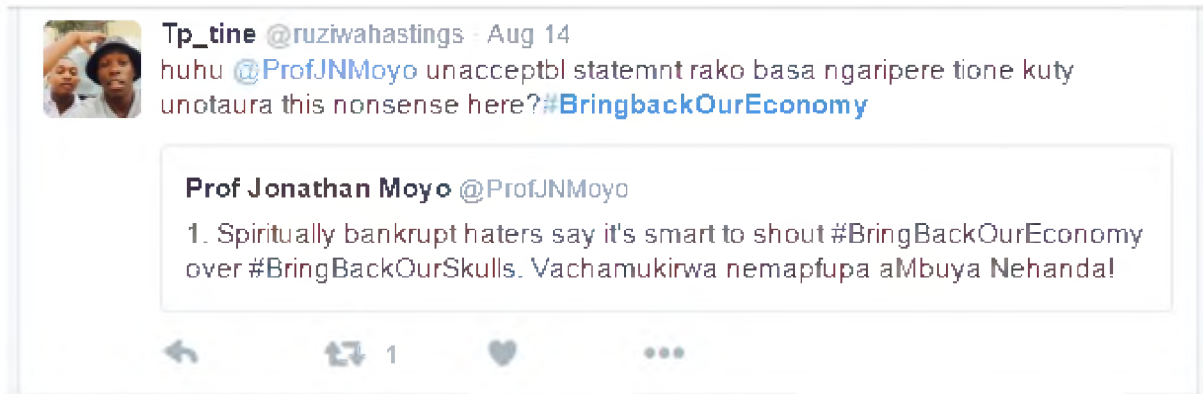 Tp_tine @ruziwahastings · Aug 14
huhu @ProfJNMoyo unacceptbl statemnt rako basa ngaripere tione kuty
unotaura this nonsense here?#BringbackOurEconomy
Prof Jonathan Moyo @ProfJNMoyo
1. Spiritually bankrupt haters say it's smart to shout #BringBackOurEconomy
over #BringBackOurSkulls. Vachamukirwa nemapfupa aMbuya Nehanda!
1